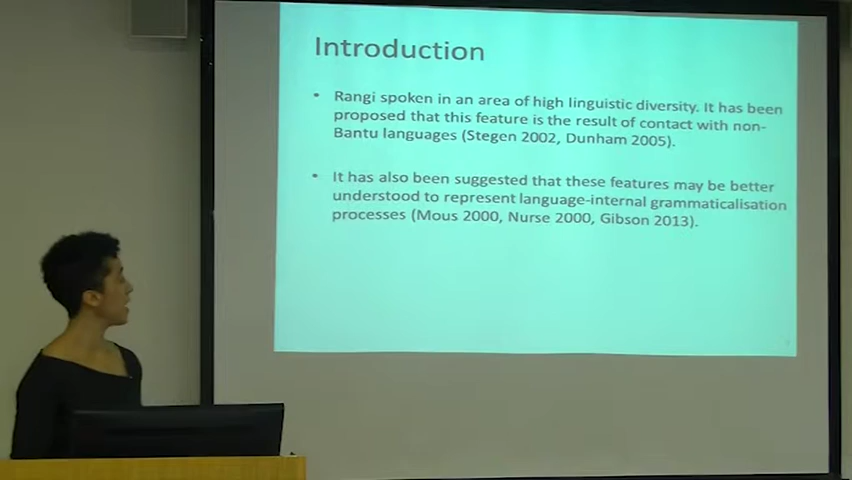 Introduction
• Rangi spoken in an area of high linguistic diversity. It has been
proposed that this feature is the result of contact with non-
Bantu languages (Stegen 2002, Dunham 2005).
• It has also been suggested that these features may be better
understood to represent language-internal grammaticalisation
processes (Mous 2000, Nurse 2000, Gibson 2013).